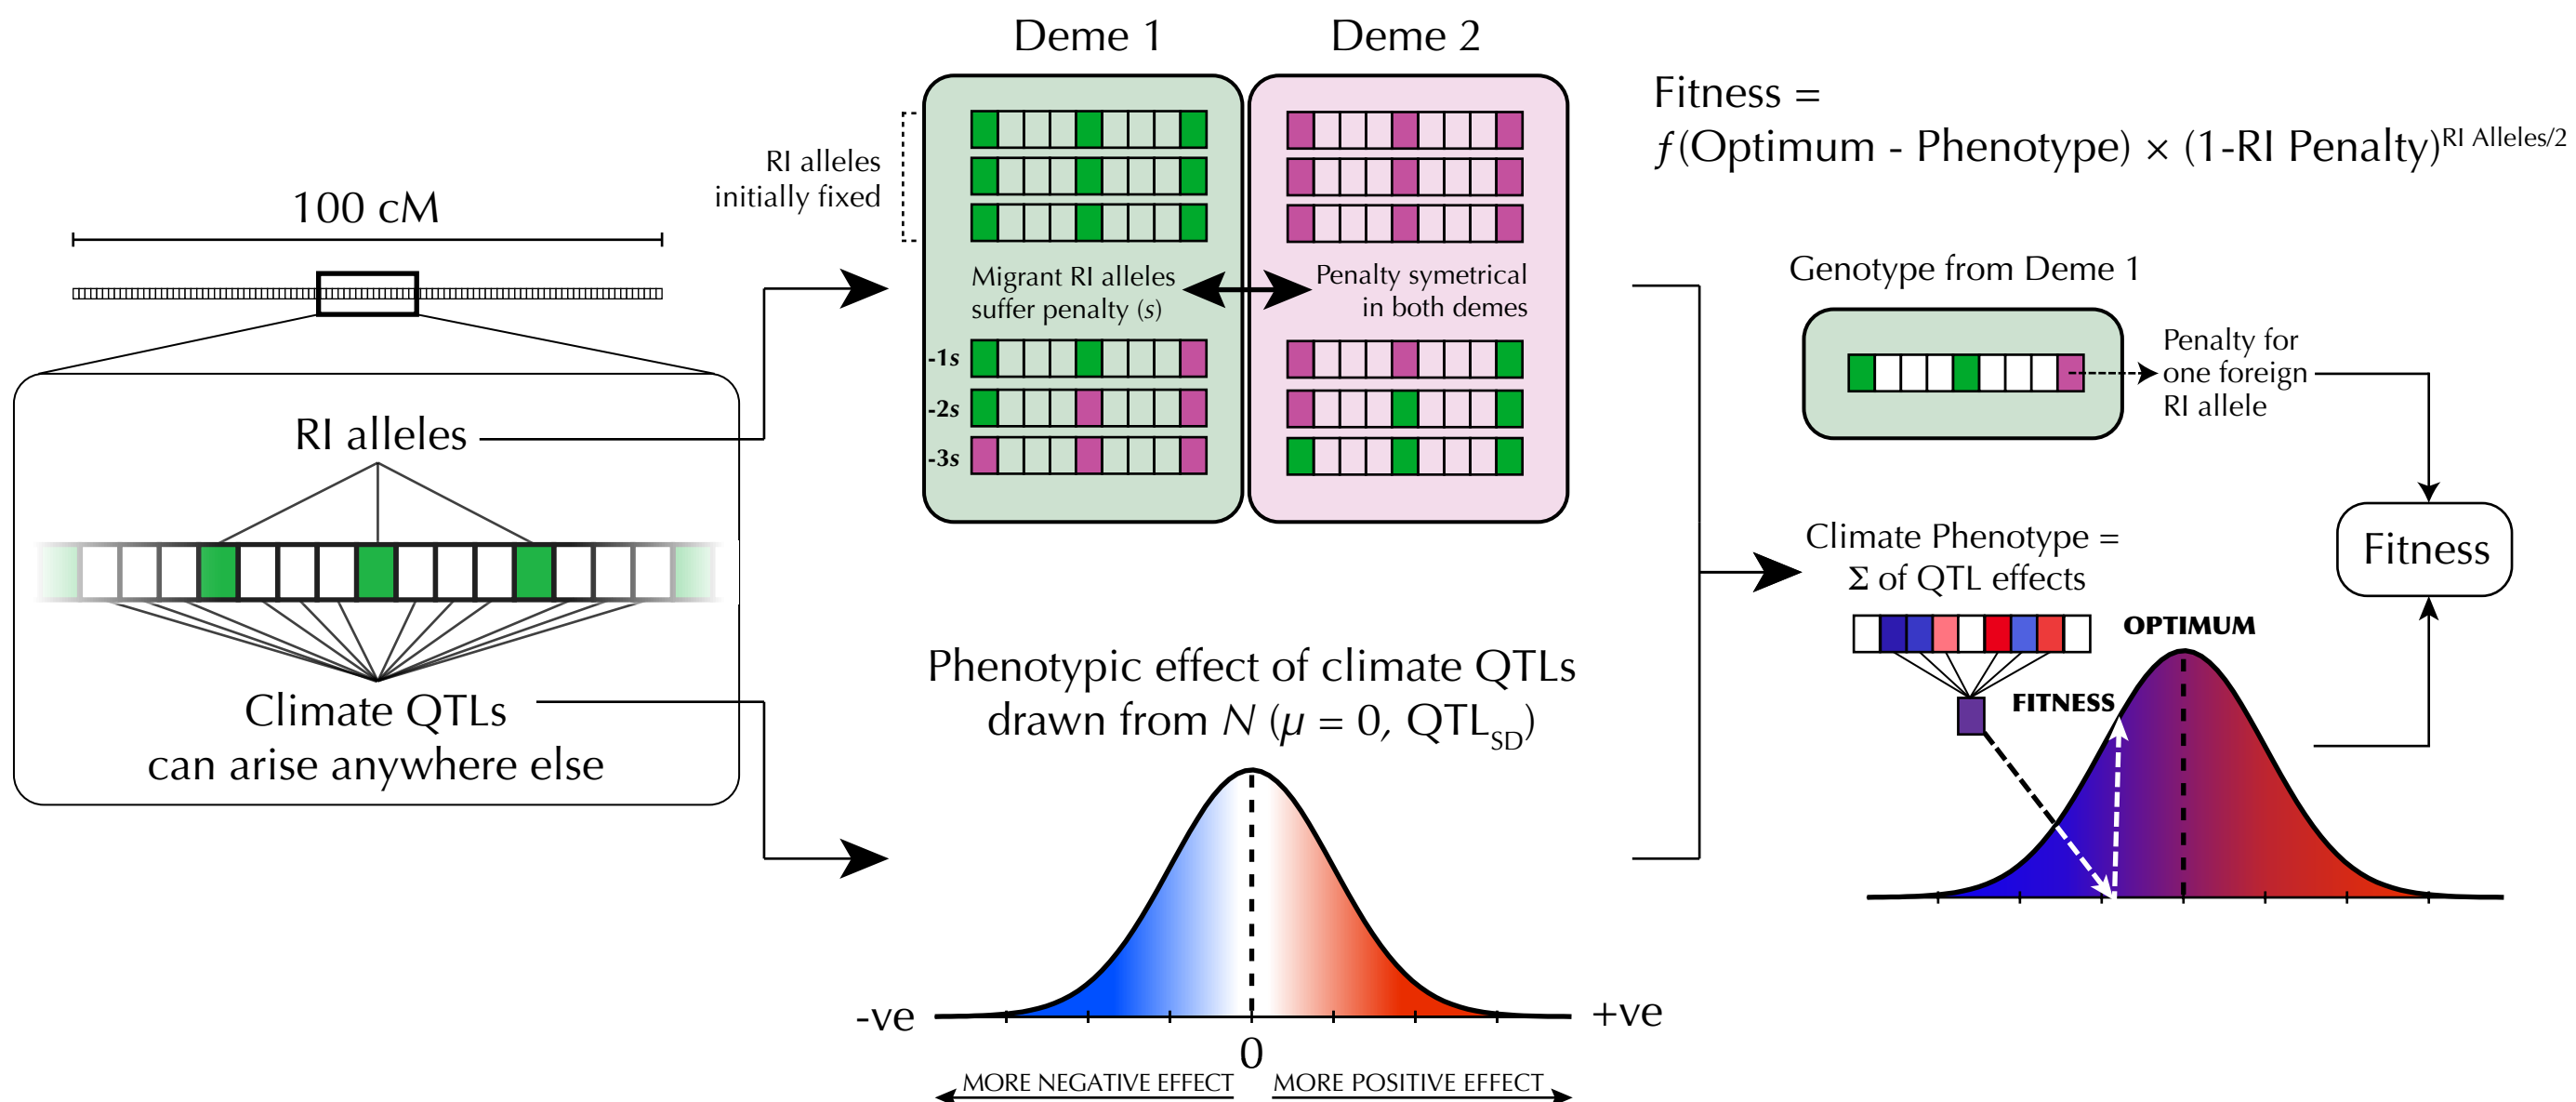 100 cM
RI alleles
Climate QTLs
can arise anywhere else
Deme 1
Deme 2
RI alleles
initially fixed
Migrant RI alleles
suffer penalty (s)
Penalty symetrical
in both demes
-1s
-2s
-3s
Phenotypic effect of climate QTLs
drawn from N (μ = 0, QTLSD)
-ve
+ve
0
MORE NEGATIVE EFFECT
MORE POSITIVE EFFECT
Fitness =
ƒ(Optimum - Phenotype) × (1-RI Penalty)RI Alleles/2
Genotype from Deme 1
Penalty for
one foreign
RI allele
Climate Phenotype =
Σ of QTL effects
OPTIMUM
FITNESS
Fitness